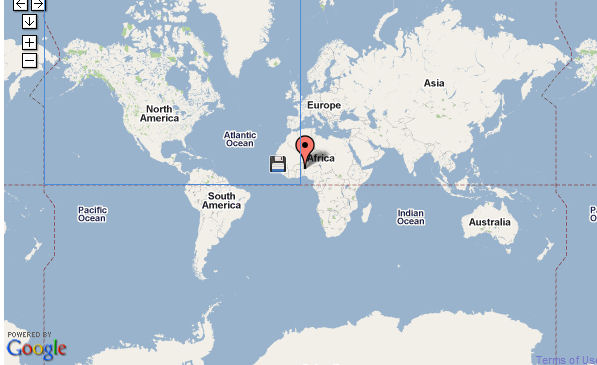 Asia
Europe
North
America
Atlantic
Ocean
Africa
South
America
Pacific
Ocean
Indian
Ocean
Australia
P
O
POWERED BY
Google
Terms of Us